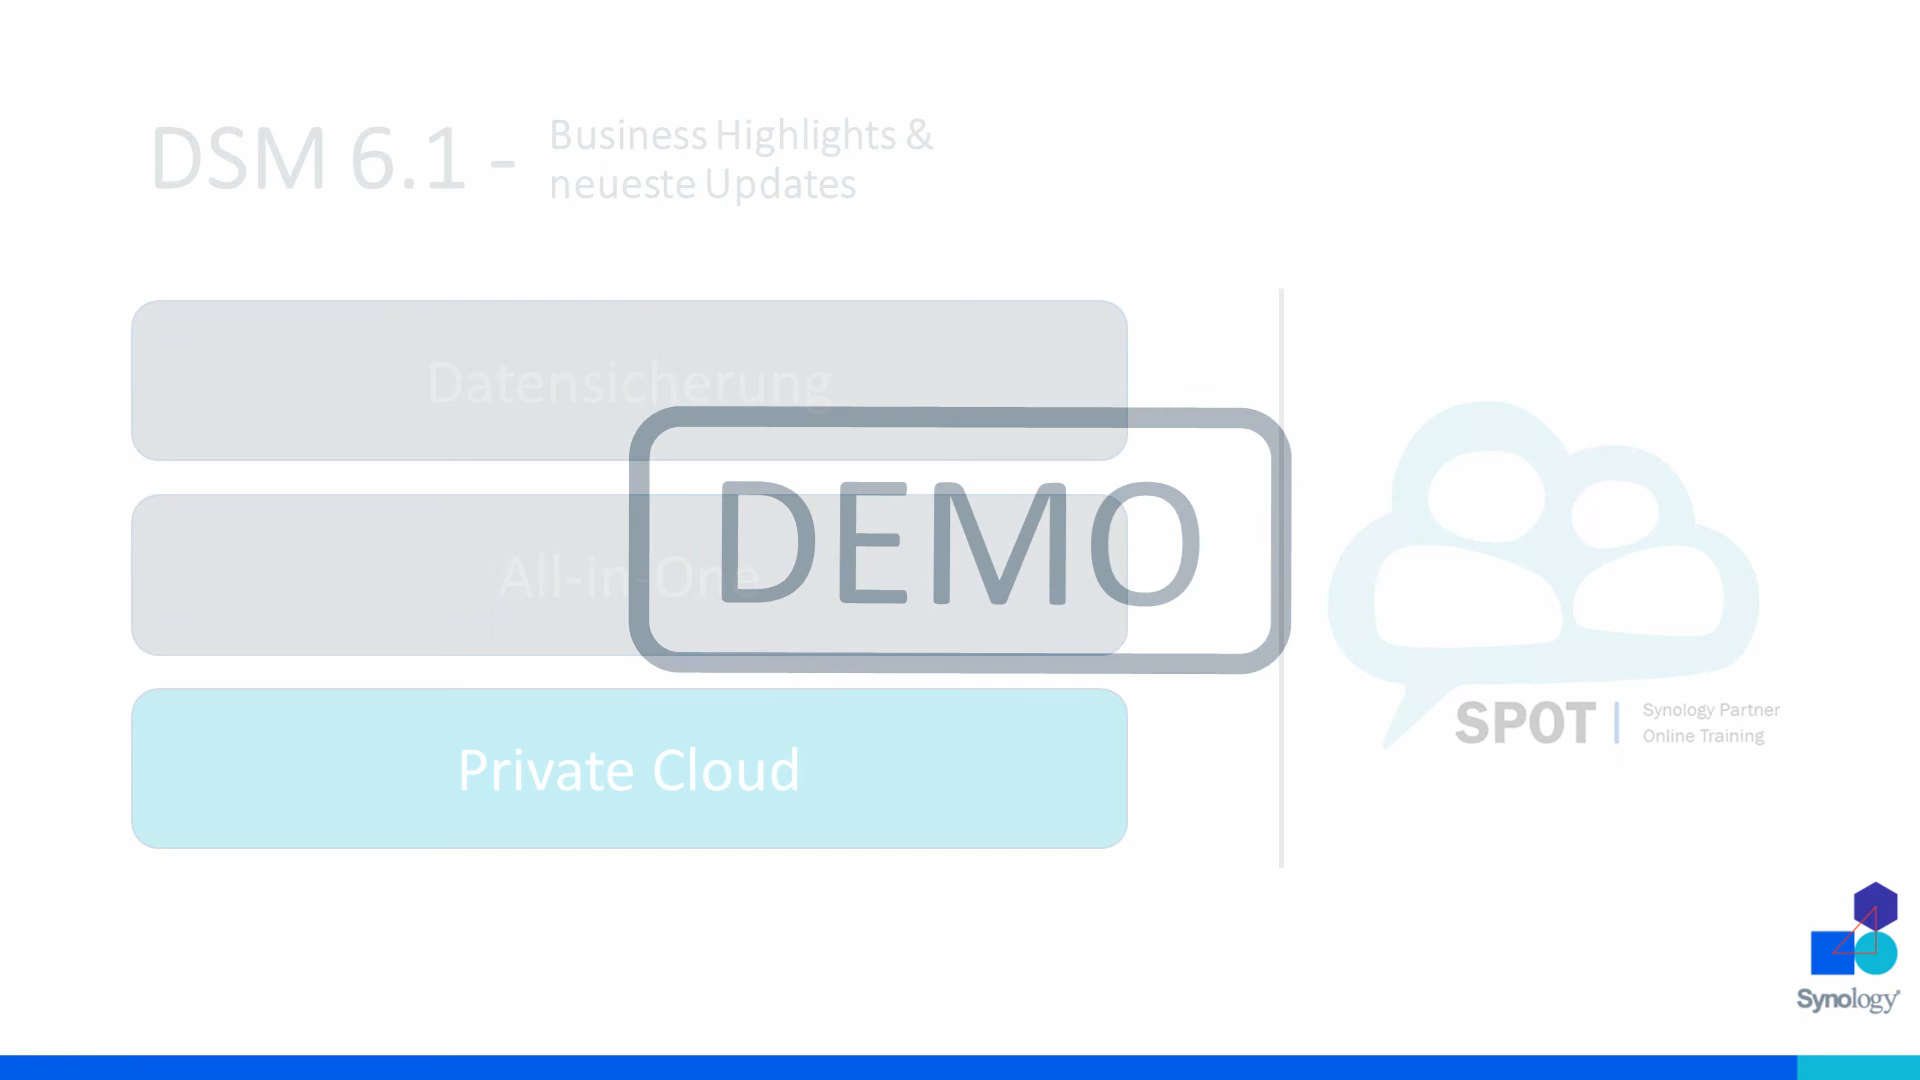 DSM 6.1 -
Business Highlights &
neueste Updates
Datensicherung
All-in-One
DEMO
Private Cloud
SPOT
Synology Partner
Online Training
Synology